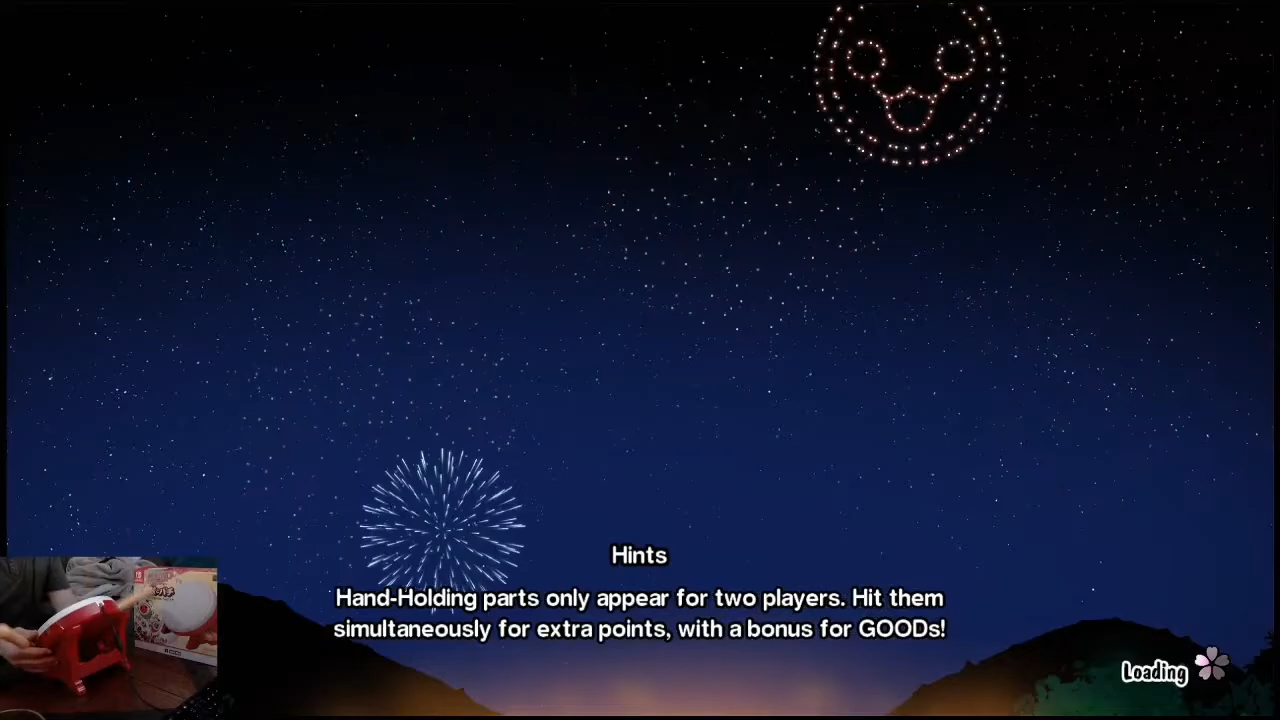 Hints
Hand-Holding parts only appear for two players. Hit them
simultaneously for extra points, with a bonus for GOODs!
Loading